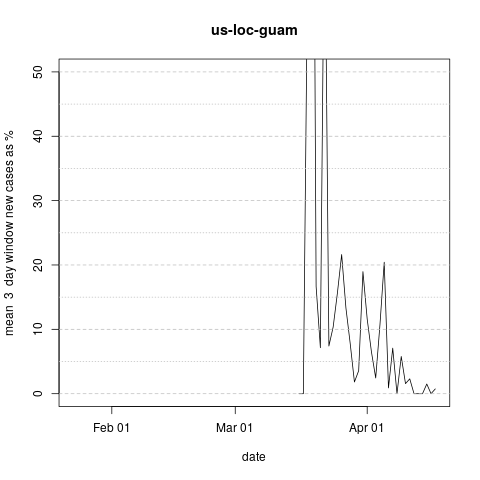 us-loc-guam
mean  3  day window new cases as %
50
40
30
20
10
0
Feb 01
Mar 01
Apr 01
date